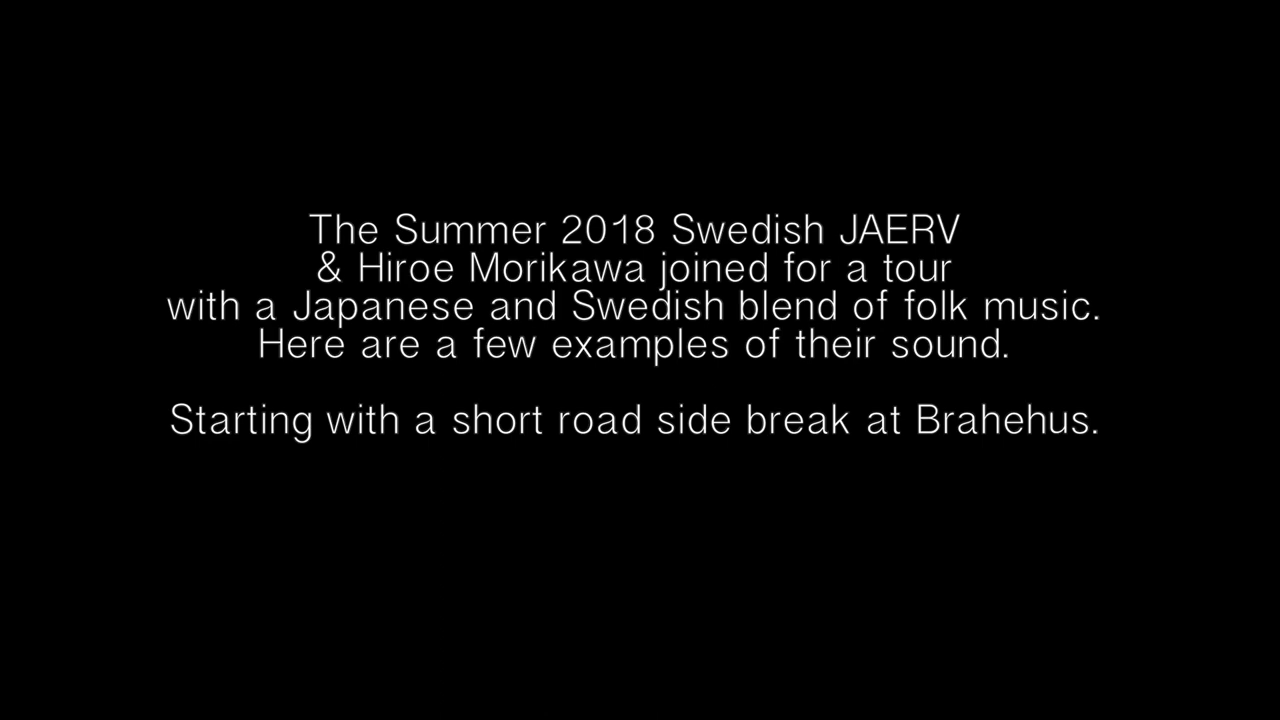 The Summer 2018 Swedish JAERV
& Hiroe Morikawa joined for a tour
with a Japanese and Swedish blend of folk music.
Here are a few examples of their sound.
Starting with a short road side break at Brahehus.